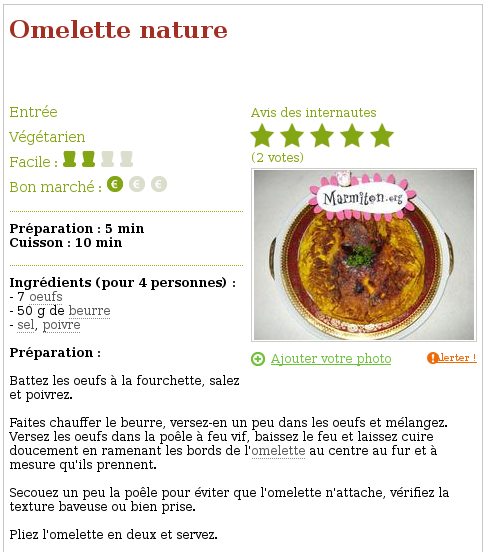 Omelette nature
Entrée
Végétarien
Facile :
Bon marché : €€€
Avis des internautes
(2 votes)
Marmiton.org
Ajouter votre photo
! Alerter !
Préparation : 5 min
Cuisson : 10 min
Ingrédients (pour 4 personnes) :
- 7 oeufs
- 50 g de beurre
- sel, poivre
Préparation :
Battez les oeufs à la fourchette, salez
et poivrez.
Faites chauffer le beurre, versez-en un peu dans les oeufs et mélangez.
Versez les oeufs dans la poêle à feu vif, baissez le feu et laissez cuire
doucement en ramenant les bords de l'omelette au centre au fur et à
mesure qu'ils prennent.
Secouez un peu la poêle pour éviter que l'omelette n'attache, vérifiez la
texture baveuse ou bien prise.
Pliez l'omelette en deux et servez.